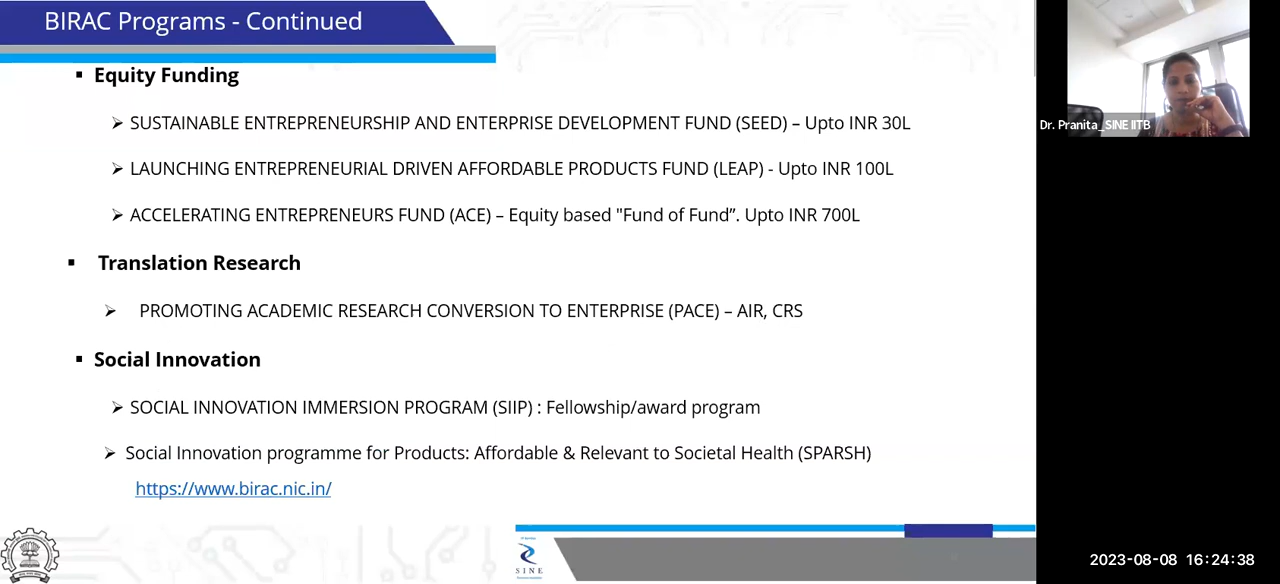 BIRAC Programs - Continued
▪ Equity Funding
➢ SUSTAINABLE ENTREPRENEURSHIP AND ENTERPRISE DEVELOPMENT FUND (SEED) – Upto INR 30L
➢ LAUNCHING ENTREPRENEURIAL DRIVEN AFFORDABLE PRODUCTS FUND (LEAP) - Upto INR 100L
➢ ACCELERATING ENTREPRENEURS FUND (ACE) – Equity based "Fund of Fund”. Upto INR 700L
▪ Translation Research
➢ PROMOTING ACADEMIC RESEARCH CONVERSION TO ENTERPRISE (PACE) – AIR, CRS
▪ Social Innovation
➢ SOCIAL INNOVATION IMMERSION PROGRAM (SIIP) : Fellowship/award program
➢ Social Innovation programme for Products: Affordable & Relevant to Societal Health (SPARSH)
https://www.birac.nic.in/
SINE
Dr. Pranita_SINE IITB
2023-08-08 16:24:38